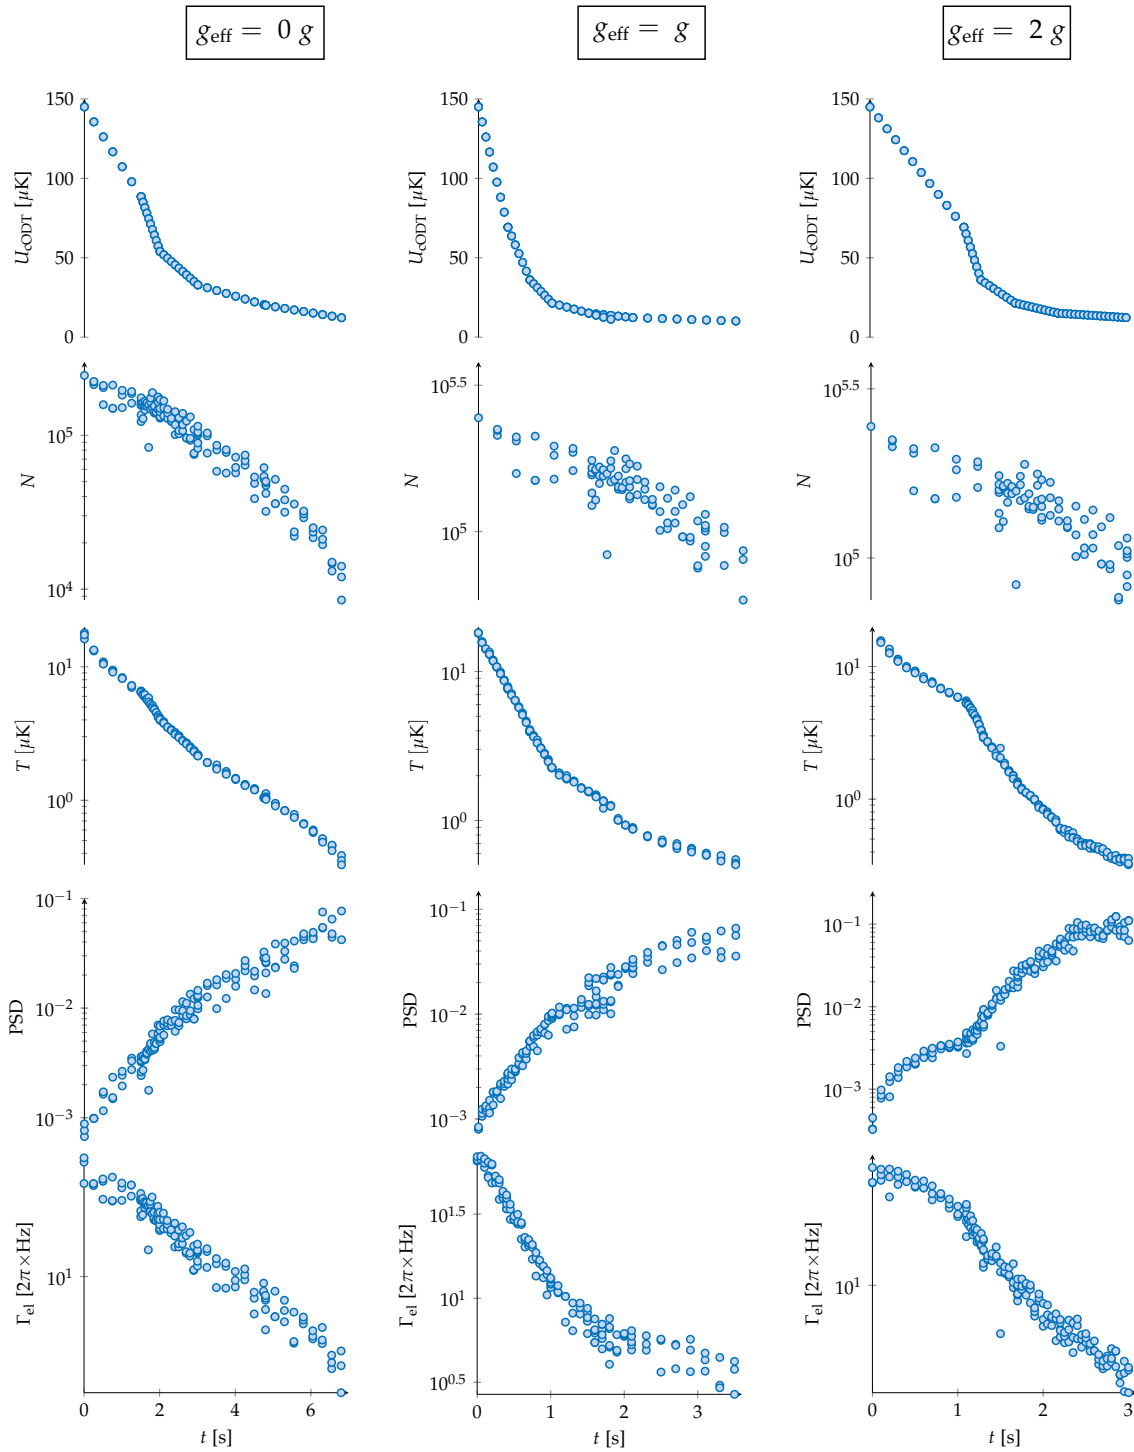 g_eff = 0 g
g_eff = g
g_eff = 2 g
150
100
50
0
U_cODT [μK]
150
100
50
0
U_cODT [μK]
150
100
50
0
U_cODT [μK]
10^5
10^4
N
10^5.5
10^5
N
10^5.5
10^5
N
10^1
10^0
T [μK]
10^1
10^0
T [μK]
10^1
10^0
T [μK]
10^−1
10^−2
10^−3
PSD
10^−1
10^−2
10^−3
PSD
10^−1
10^−2
10^−3
PSD
10^1
Γ_el [2π×Hz]
0 2 4 6
t [s]
10^1.5
10^1
10^0.5
Γ_el [2π×Hz]
0 1 2 3
t [s]
10^1
Γ_el [2π×Hz]
0 1 2 3
t [s]